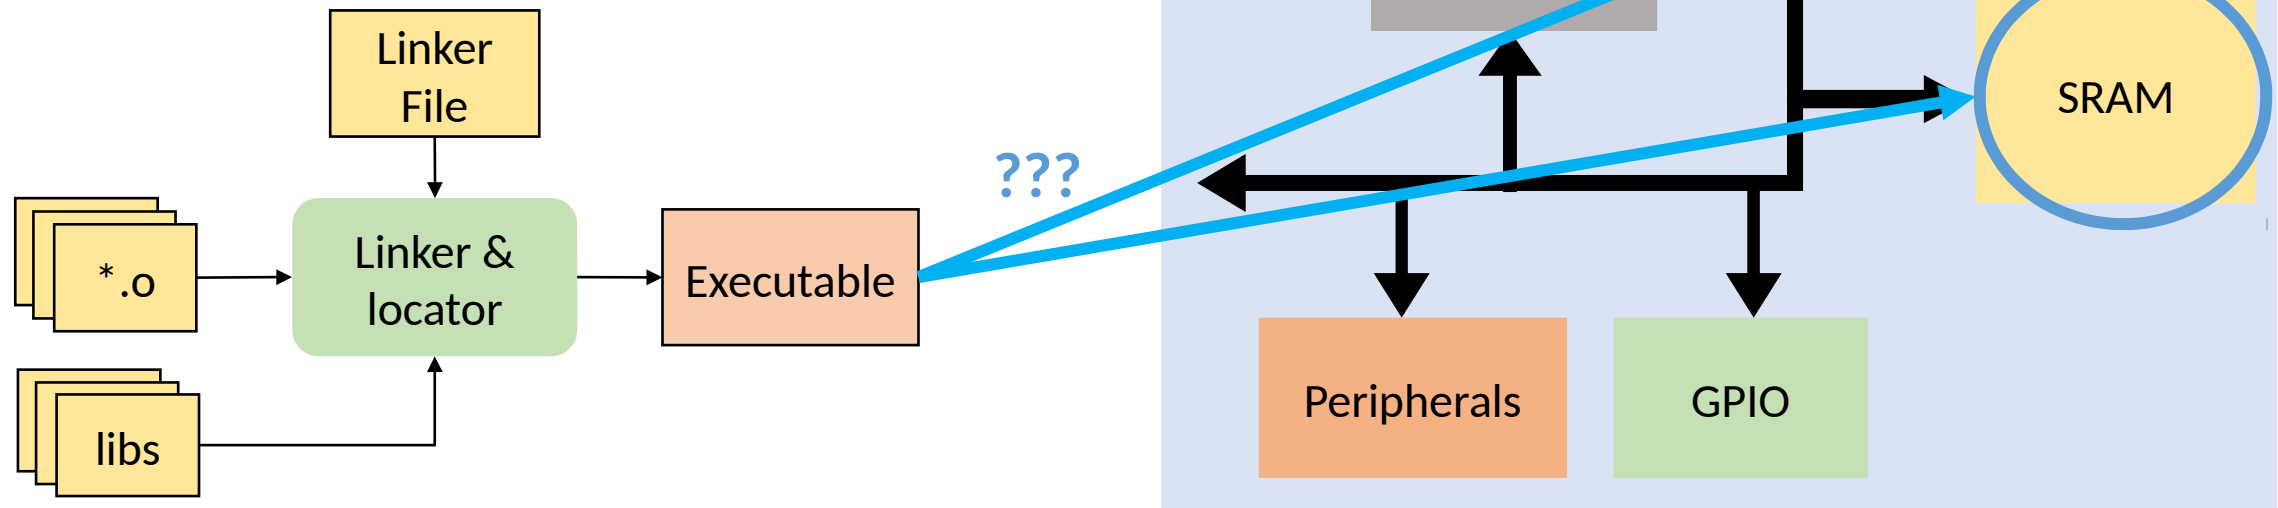 Linker
File
SRAM
???
Linker &
locator
*.o
Executable
Peripherals
GPIO
libs